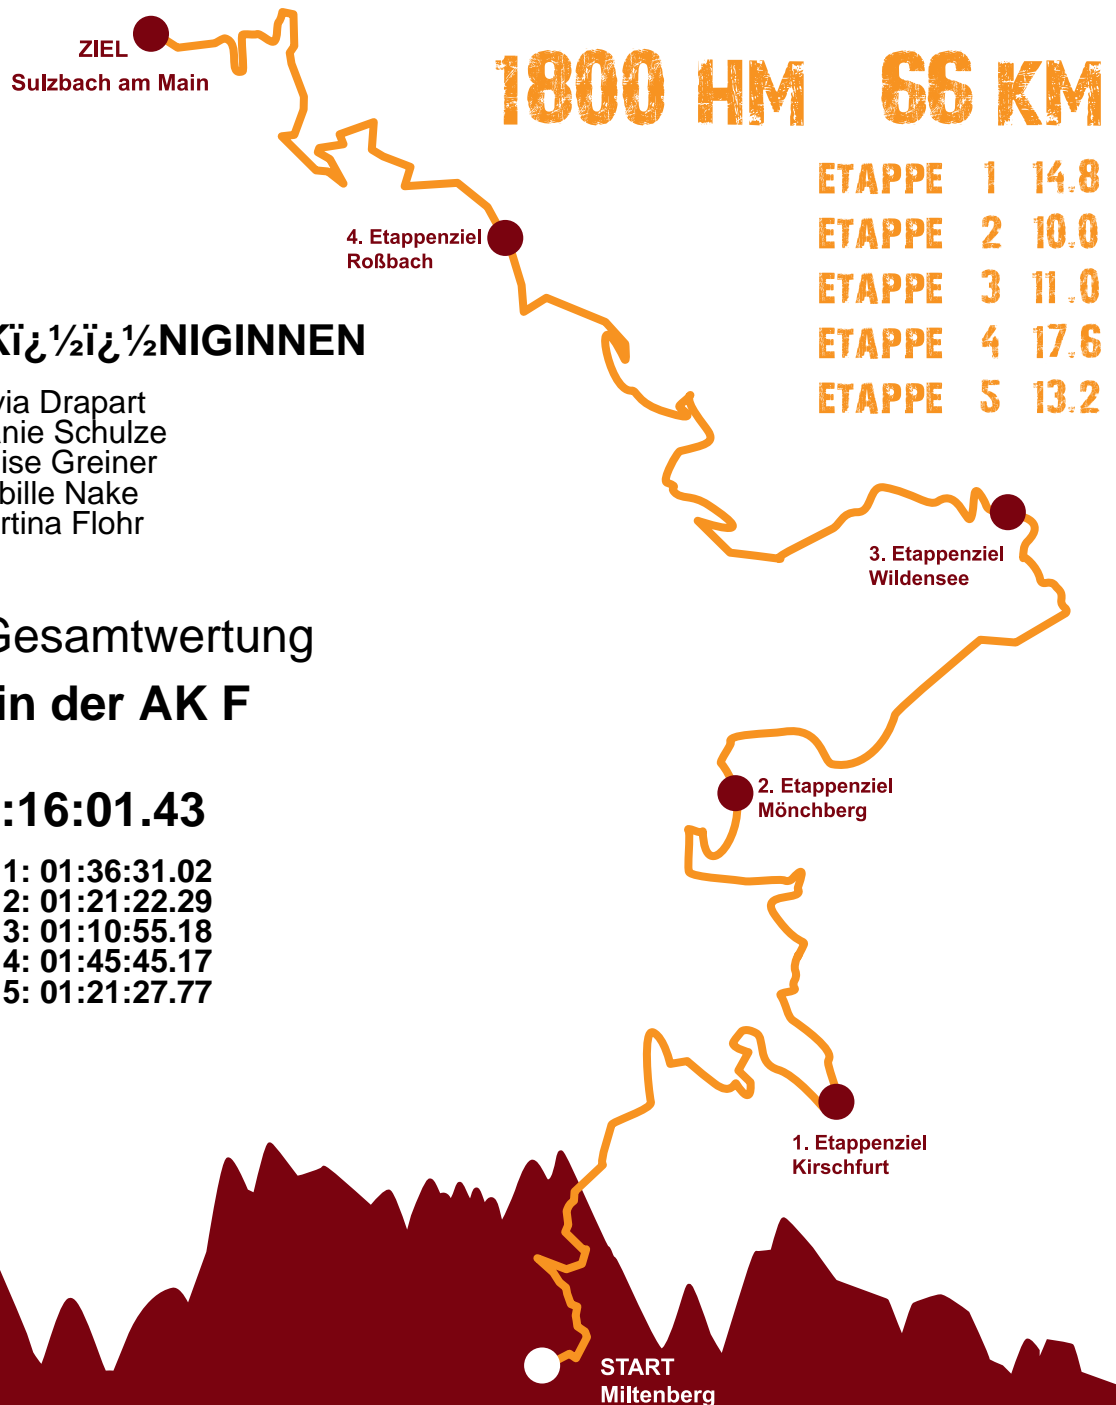 ZIEL
Sulzbach am Main
1800 HM 66 KM
ETAPPE 1 14.8
ETAPPE 2 10.0
ETAPPE 3 11.0
ETAPPE 4 17.6
ETAPPE 5 13.2
4. Etappenziel
Roßbach
Kï¿½ï¿½NIGINNEN
via Drapart
anie Schulze
ise Greiner
bille Nake
rtina Flohr
3. Etappenziel
Wildensee
Gesamtwertung
in der AK F
2. Etappenziel
Mönchberg
:16:01.43
1: 01:36:31.02
2: 01:21:22.29
3: 01:10:55.18
4: 01:45:45.17
5: 01:21:27.77
1. Etappenziel
Kirschfurt
START
Miltenberg